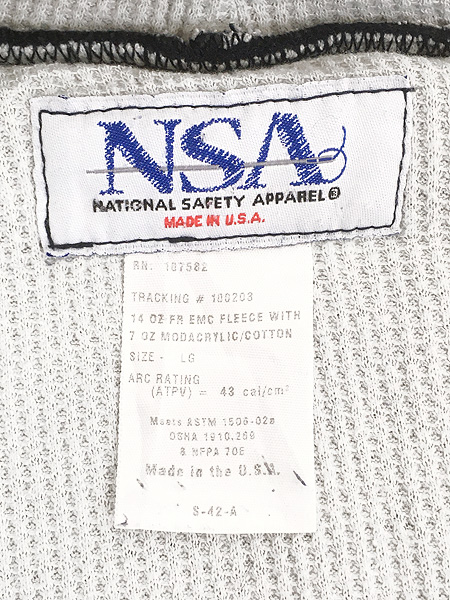 NSA
NATIONAL SAFETY APPAREL®
MADE IN U.S.A.
RN: 187582
TRACKING # 180203
14 OZ FR EMC FLEECE WITH
7 OZ MODACRYLIC/COTTON
SIZE - LG
ARC RATING
(ATPV) = 43 cal/cm²
Meets ASTM 1506-02a
OSHA 1910.269
& NFPA 70E
Made in the U.S.A.
S-42-A